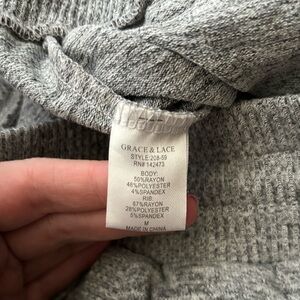 GRACE & LACE
STYLE:208-59
RN# 142473
BODY:
50%RAYON
46%POLYESTER
4%SPANDEX
RIB:
67%RAYON
28%POLYESTER
5%SPANDEX
M
MADE IN CHINA